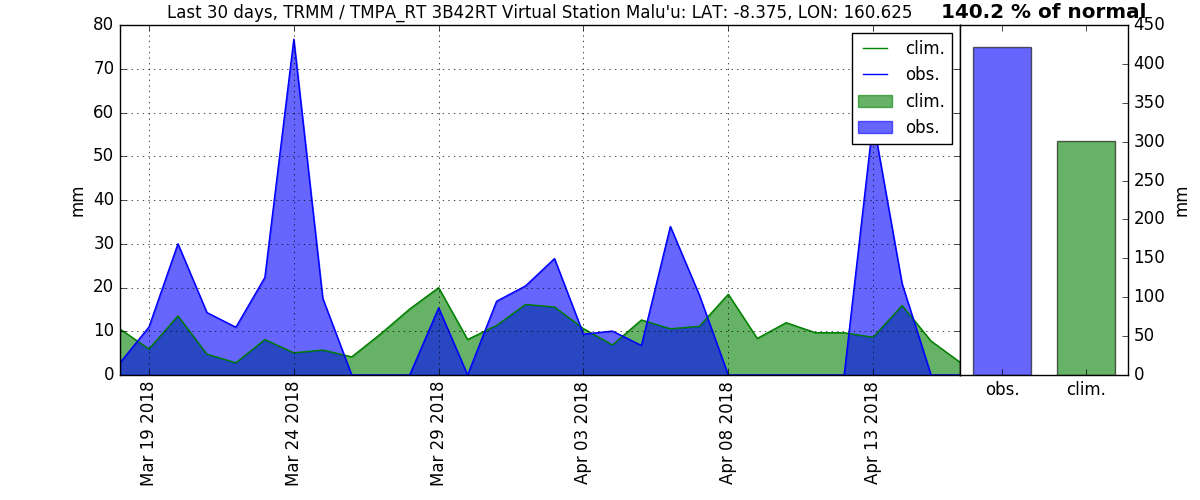 Last 30 days, TRMM / TMPA_RT 3B42RT Virtual Station Malu'u: LAT: -8.375, LON: 160.625
140.2 % of normal
80
70
60
50
40
30
20
10
0
mm
clim.
obs.
clim.
obs.
450
400
350
300
250
200
150
100
50
0
mm
obs.
clim.
Mar 19 2018
Mar 24 2018
Mar 29 2018
Apr 03 2018
Apr 08 2018
Apr 13 2018